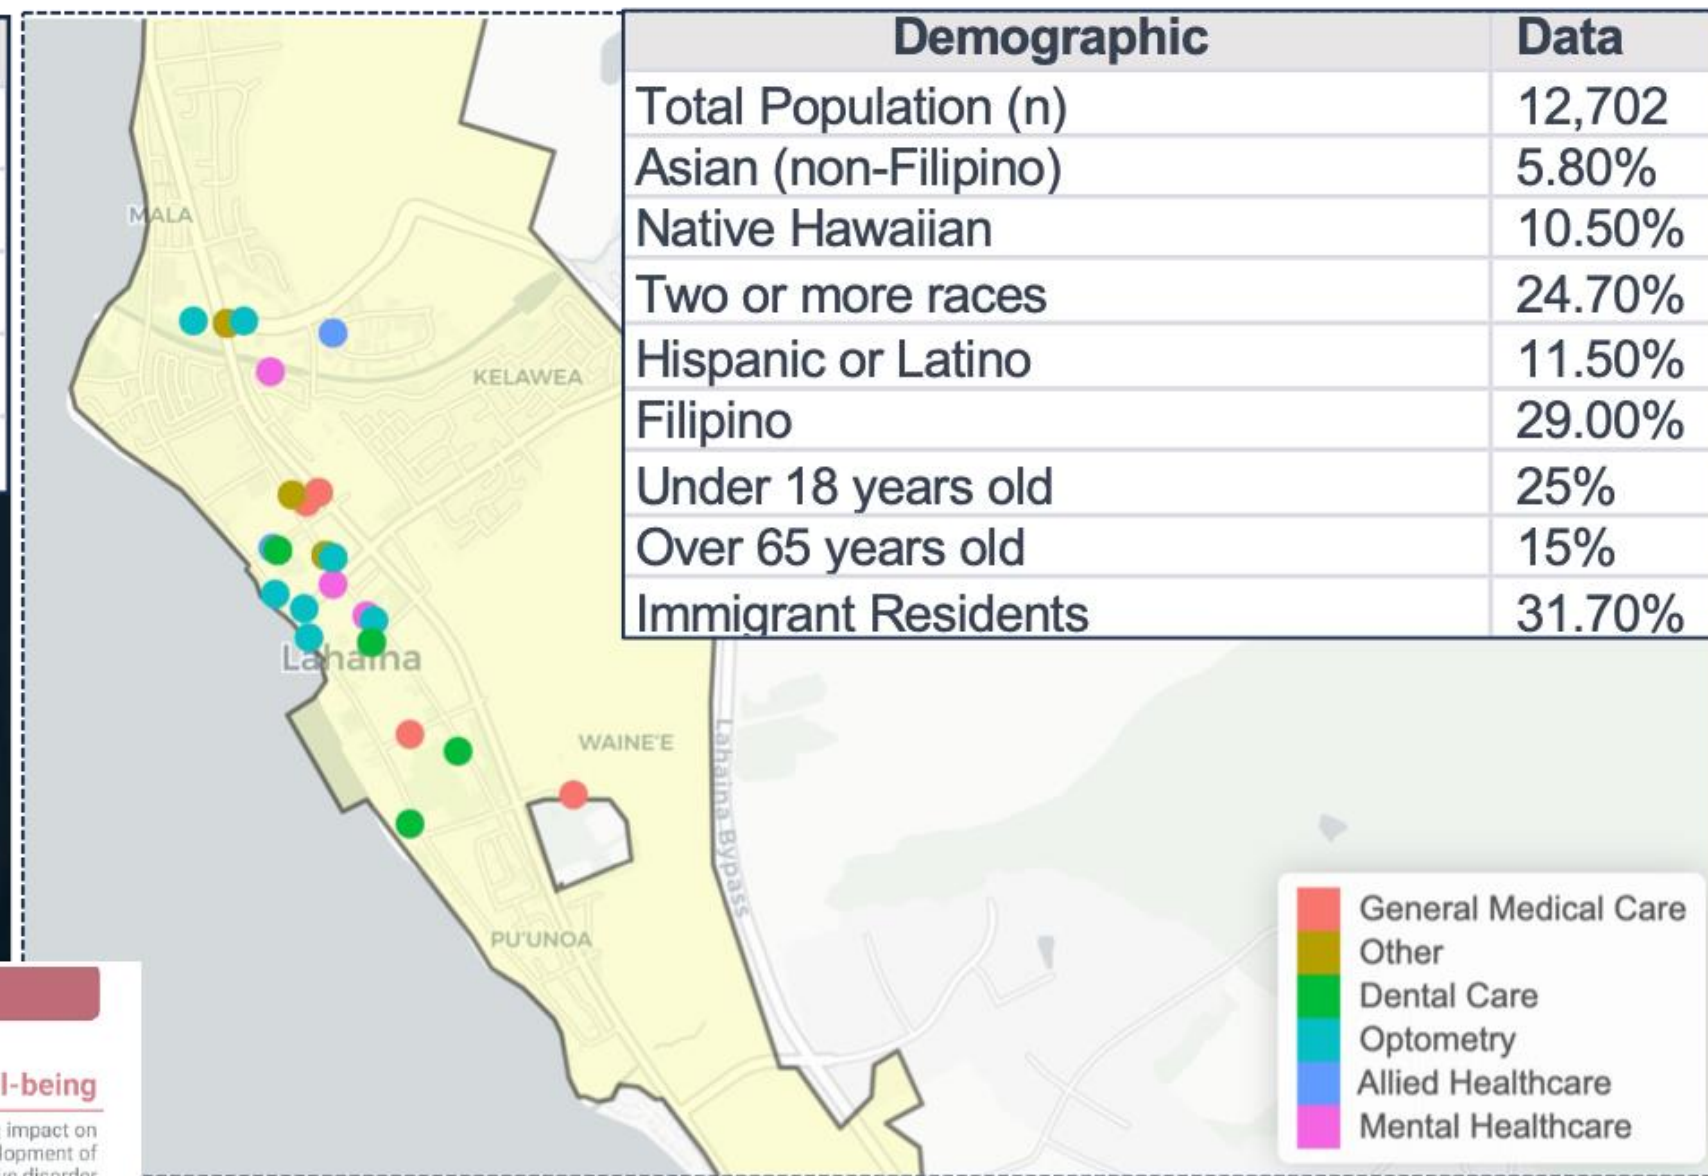 Demographic Data
Total Population (n) 12,702
Asian (non-Filipino) 5.80%
Native Hawaiian 10.50%
Two or more races 24.70%
Hispanic or Latino 11.50%
Filipino 29.00%
Under 18 years old 25%
Over 65 years old 15%
Immigrant Residents 31.70%
MALA
KELAWEA
Lahaina
WAINE'E
Lahaina Bypass
PU'UNOA
General Medical Care
Other
Dental Care
Optometry
Allied Healthcare
Mental Healthcare
l-being
impact on
lopment of
disorder